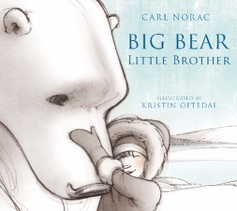 CARL NORAC
BIG BEAR
LITTLE BROTHER
ILLUSTRATED BY
KRISTIN OFTEDAL